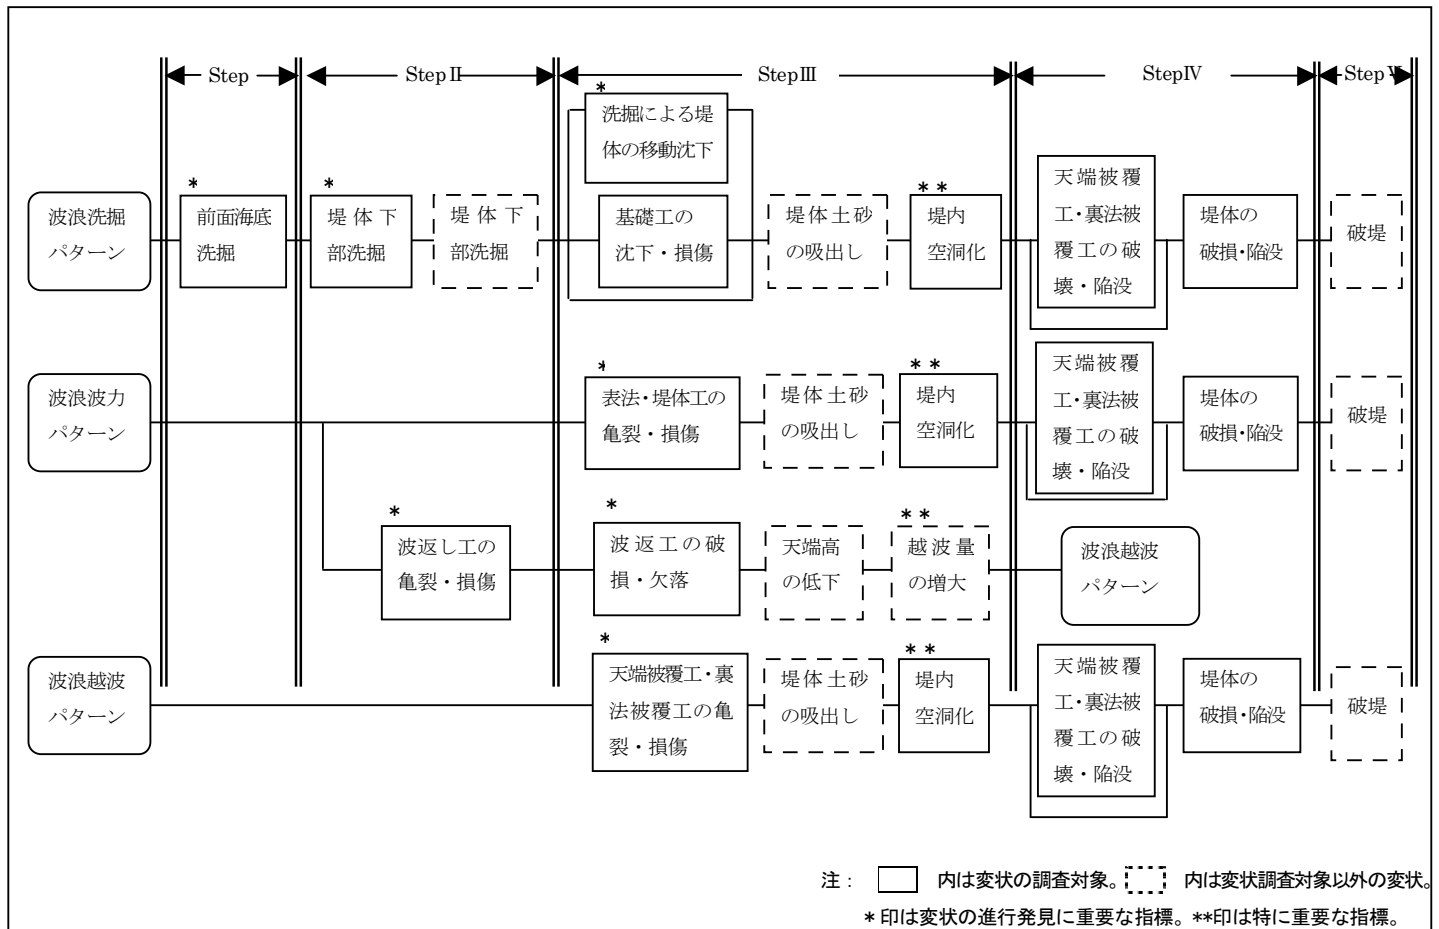 Step
StepⅡ
StepⅢ
StepⅣ
Step Ⅴ
*
洗掘による堤
体の移動沈下
波浪洗掘
パターン
*
前面海底
洗掘
*
堤体下
部洗掘
堤体下
部洗掘
基礎工の
沈下・損傷
堤体土砂
の吸出し
**
堤内
空洞化
天端被覆
工・裏法被
覆工の破
壊・陥没
堤体の
破損・陥没
破堤
波浪波力
パターン
*
表法・堤体工の
亀裂・損傷
堤体土砂
の吸出し
**
堤内
空洞化
天端被覆
工・裏法被
覆工の破
壊・陥没
堤体の
破損・陥没
破堤
*
波返し工の
亀裂・損傷
*
波返工の破
損・欠落
天端高
の低下
**
越波量
の増大
波浪越波
パターン
波浪越波
パターン
*
天端被覆工・裏
法被覆工の亀
裂・損傷
堤体土砂
の吸出し
**
堤内
空洞化
天端被覆
工・裏法被
覆工の破
壊・陥没
堤体の
破損・陥没
破堤
注： 内は変状の調査対象。 内は変状調査対象以外の変状。
*印は変状の進行発見に重要な指標。**印は特に重要な指標。